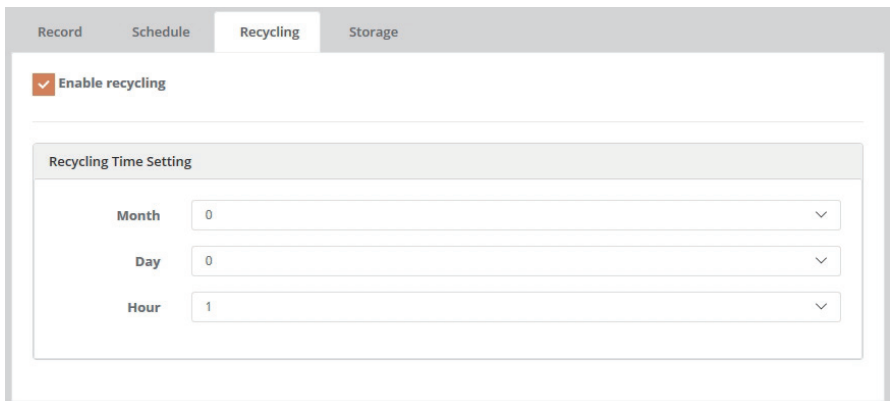 Record Schedule Recycling Storage
Enable recycling
Recycling Time Setting
Month 0
Day 0
Hour 1